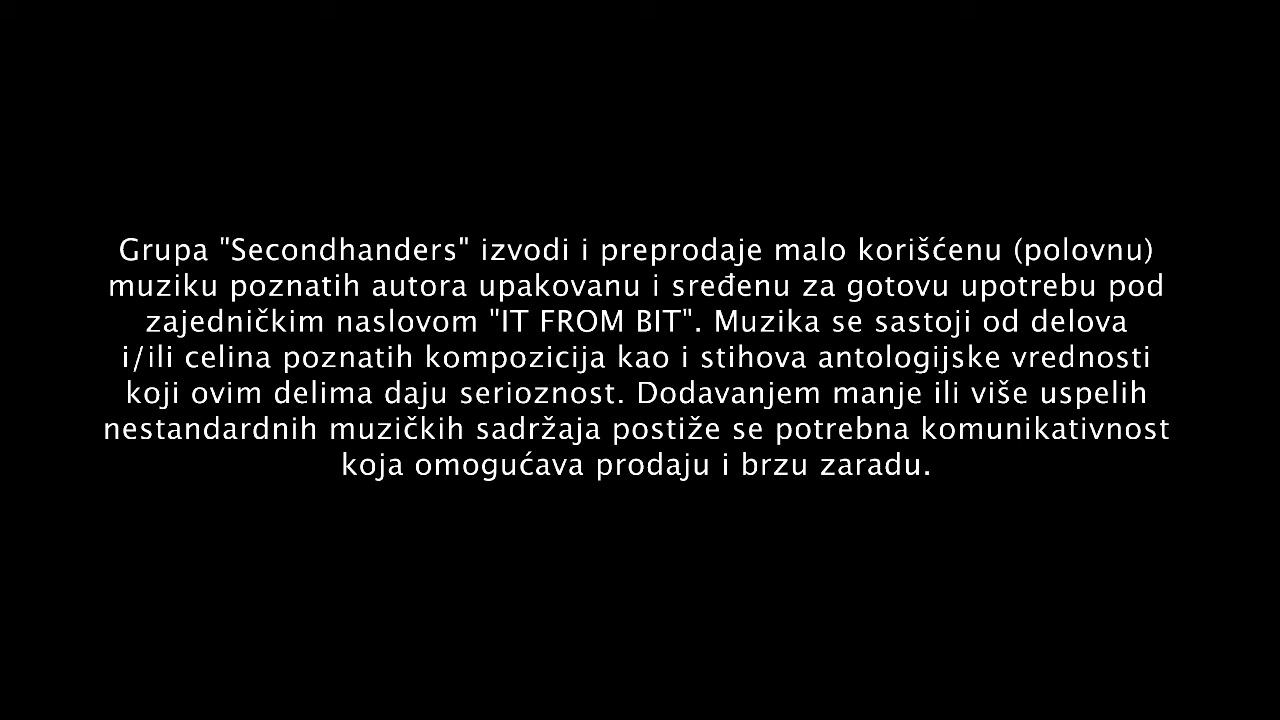 Grupa "Secondhanders" izvodi i preprodaje malo korišćenu (polovnu)
muziku poznatih autora upakovanu i sređenu za gotovu upotrebu pod
zajedničkim naslovom "IT FROM BIT". Muzika se sastoji od delova
i/ili celina poznatih kompozicija kao i stihova antologijske vrednosti
koji ovim delima daju serioznost. Dodavanjem manje ili više uspelih
nestandardnih muzičkih sadržaja postiže se potrebna komunikativnost
koja omogućava prodaju i brzu zaradu.